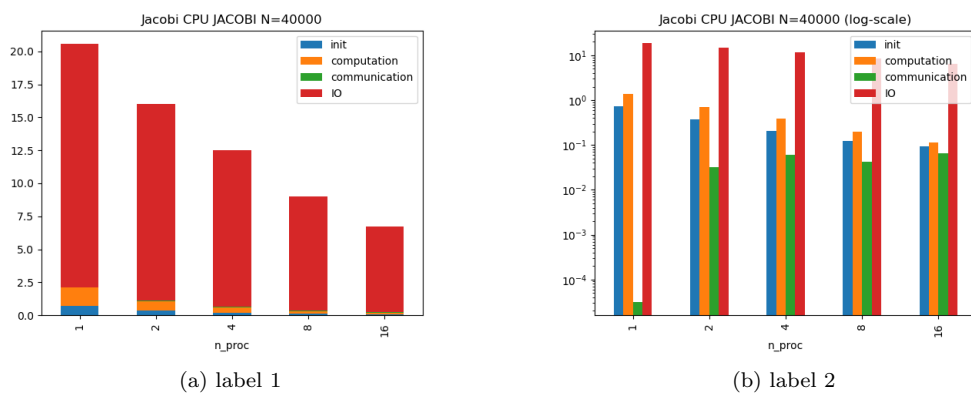 Jacobi CPU JACOBI N=40000
20.0
17.5
15.0
12.5
10.0
7.5
5.0
2.5
0.0
init
computation
communication
IO
1 2 4 8 16
n_proc
(a) label 1
Jacobi CPU JACOBI N=40000 (log-scale)
10^1
10^0
10^-1
10^-2
10^-3
10^-4
init
computation
communication
IO
1 2 4 8 16
n_proc
(b) label 2